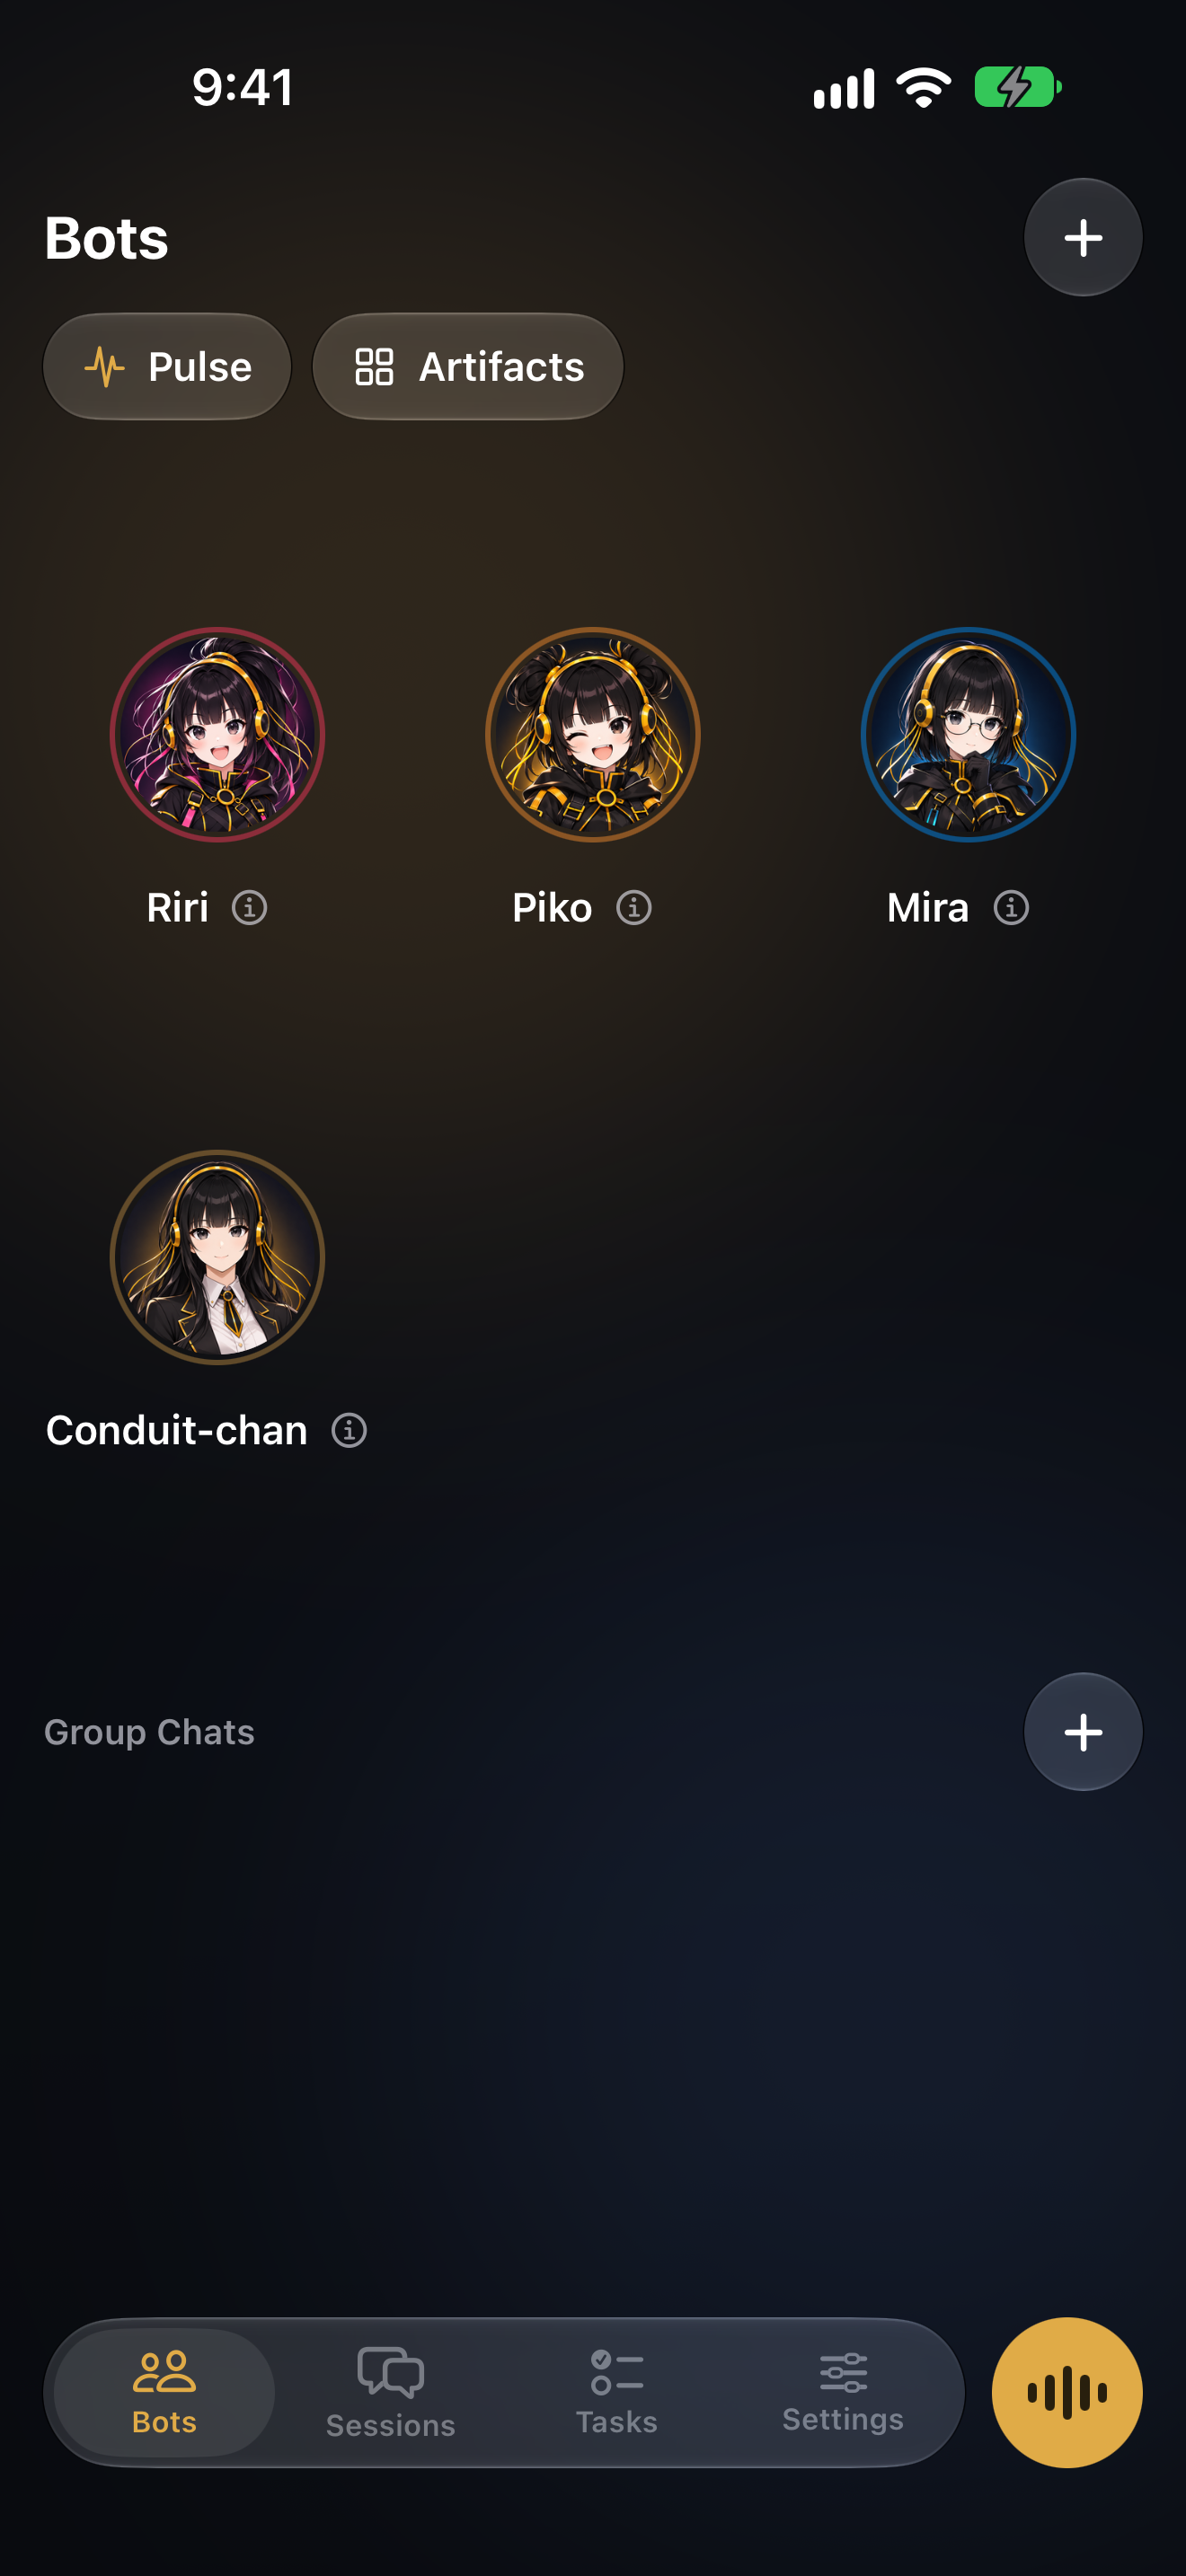 9:41
Bots
Pulse
Artifacts
Riri
Piko
Mira
Conduit-chan
Group Chats
Bots
Sessions
Tasks
Settings